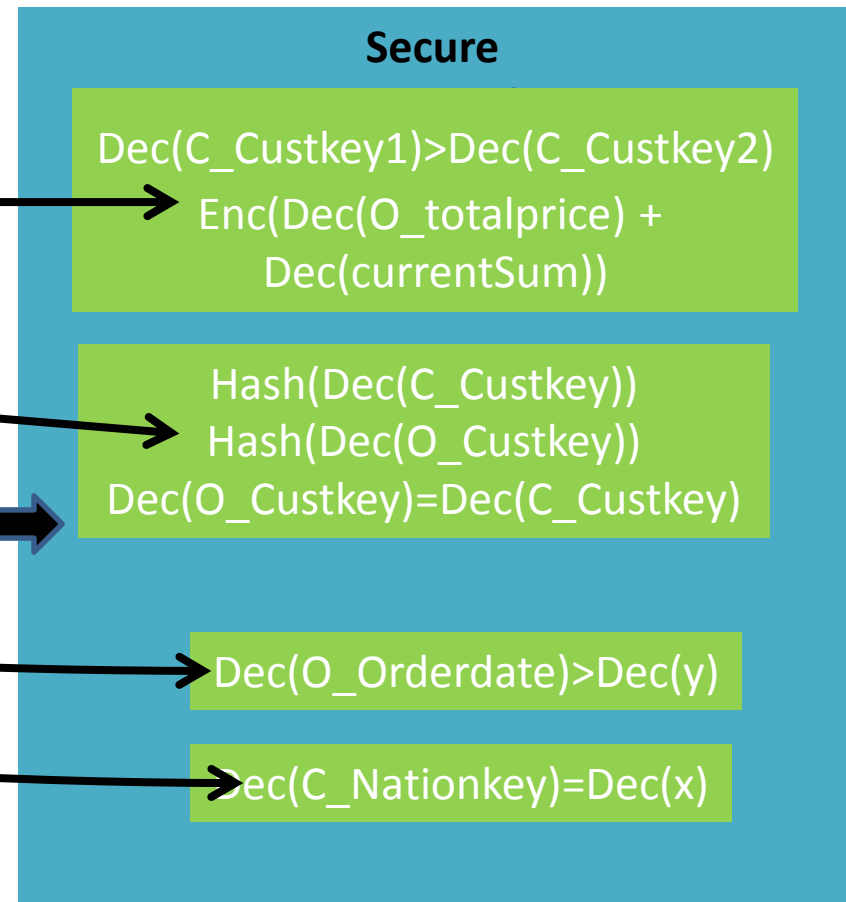 Secure
Dec(C_Custkey1)>Dec(C_Custkey2)
Enc(Dec(O_totalprice) +
Dec(currentSum))
Hash(Dec(C_Custkey))
Hash(Dec(O_Custkey))
Dec(O_Custkey)=Dec(C_Custkey)
Dec(O_Orderdate)>Dec(y)
Dec(C_Nationkey)=Dec(x)